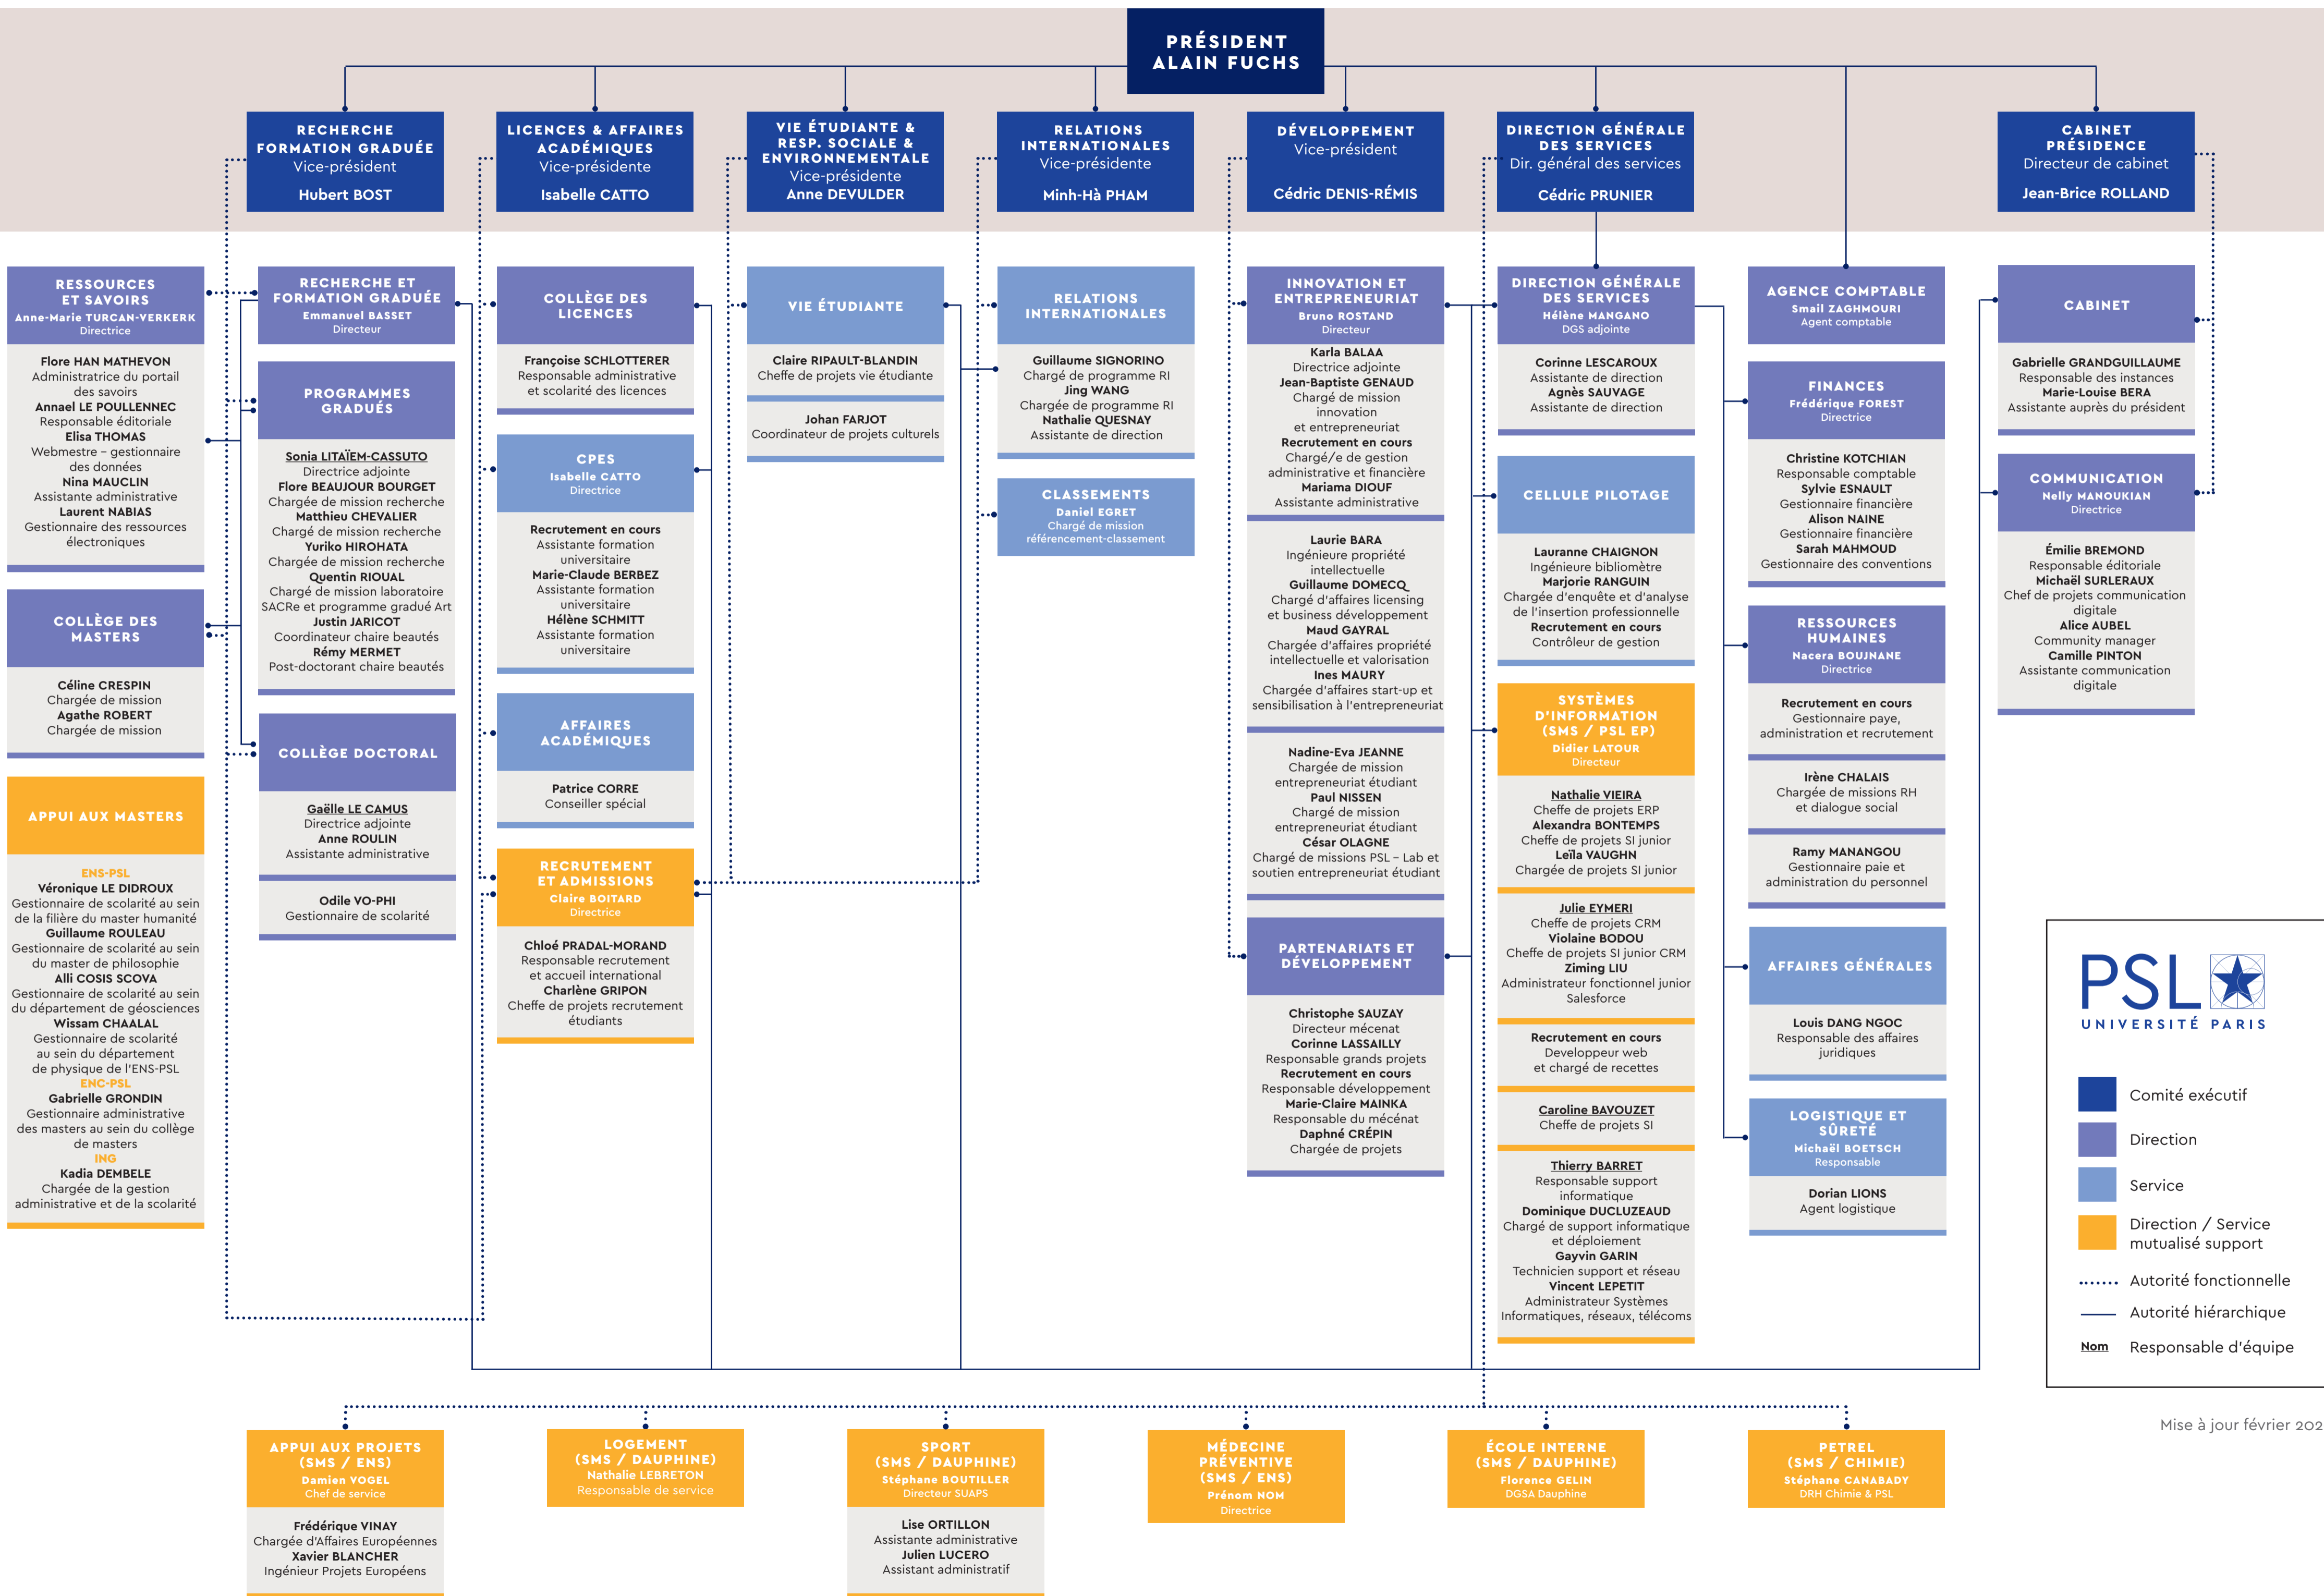 PRÉSIDENT
ALAIN FUCHS
RECHERCHE
FORMATION GRADUÉE
Vice-président
Hubert BOST
LICENCES & AFFAIRES
ACADÉMIQUES
Vice-présidente
Isabelle CATTO
VIE ÉTUDIANTE &
RESP. SOCIALE &
ENVIRONNEMENTALE
Vice-présidente
Anne DEVULDER
RELATIONS
INTERNATIONALES
Vice-présidente
Minh-Hà PHAM
DÉVELOPPEMENT
Vice-président
Cédric DENIS-RÉMIS
DIRECTION GÉNÉRALE
DES SERVICES
Dir. général des services
Cédric PRUNIER
CABINET
PRÉSIDENCE
Directeur de cabinet
Jean-Brice ROLLAND
RESSOURCES
ET SAVOIRS
Anne-Marie TURCAN-VERKERK
Directrice
Flore HAN MATHEVON
Administratrice du portail
des savoirs
Annael LE POULLENNEC
Responsable éditoriale
Elisa THOMAS
Webmestre – gestionnaire
des données
Nina MAUCLIN
Assistante administrative
Laurent NABIAS
Gestionnaire des ressources
électroniques
COLLÈGE DES
MASTERS
Céline CRESPIN
Chargée de mission
Agathe ROBERT
Chargée de mission
APPUI AUX MASTERS
ENS-PSL
Véronique LE DIDROUX
Gestionnaire de scolarité au sein
de la filière du master humanité
Guillaume ROULEAU
Gestionnaire de scolarité au sein
du master de philosophie
Alli COSIS SCOVA
Gestionnaire de scolarité au sein
du département de géosciences
Wissam CHAALAL
Gestionnaire de scolarité
au sein du département
de physique de l'ENS-PSL
ENC-PSL
Gabrielle GRONDIN
Gestionnaire administrative
des masters au sein du collège
de masters
ING
Kadia DEMBELE
Chargée de la gestion
administrative et de la scolarité
RECHERCHE ET
FORMATION GRADUÉE
Emmanuel BASSET
Directeur
PROGRAMMES
GRADUÉS
Sonia LITAÏEM-CASSUTO
Directrice adjointe
Flore BEAUJOUR BOURGET
Chargée de mission recherche
Matthieu CHEVALIER
Chargé de mission recherche
Yuriko HIROHATA
Chargée de mission recherche
Quentin RIOUAL
Chargé de mission laboratoire
SACRe et programme gradué Art
Justin JARICOT
Coordinateur chaire beautés
Rémy MERMET
Post-doctorant chaire beautés
COLLÈGE DOCTORAL
Gaëlle LE CAMUS
Directrice adjointe
Anne ROULIN
Assistante administrative
Odile VO-PHI
Gestionnaire de scolarité
COLLÈGE DES
LICENCES
Françoise SCHLOTTERER
Responsable administrative
et scolarité des licences
CPES
Isabelle CATTO
Directrice
Recrutement en cours
Assistante formation
universitaire
Marie-Claude BERBEZ
Assistante formation
universitaire
Hélène SCHMITT
Assistante formation
universitaire
AFFAIRES
ACADÉMIQUES
Patrice CORRE
Conseiller spécial
RECRUTEMENT
ET ADMISSIONS
Claire BOITARD
Directrice
Chloé PRADAL-MORAND
Responsable recrutement
et accueil international
Charlène GRIPON
Cheffe de projets recrutement
étudiants
VIE ÉTUDIANTE
Claire RIPAULT-BLANDIN
Cheffe de projets vie étudiante
Johan FARJOT
Coordinateur de projets culturels
RELATIONS
INTERNATIONALES
Guillaume SIGNORINO
Chargé de programme RI
Jing WANG
Chargée de programme RI
Nathalie QUESNAY
Assistante de direction
CLASSEMENTS
Daniel EGRET
Chargé de mission
référencement-classement
INNOVATION ET
ENTREPRENEURIAT
Bruno ROSTAND
Directeur
Karla BALAA
Directrice adjointe
Jean-Baptiste GENAUD
Chargé de mission
innovation
et entrepreneuriat
Recrutement en cours
Chargé/e de gestion
administrative et financière
Mariama DIOUF
Assistante administrative
Laurie BARA
Ingénieure propriété
intellectuelle
Guillaume DOMECQ
Chargé d'affaires licensing
et business développement
Maud GAYRAL
Chargée d'affaires propriété
intellectuelle et valorisation
Ines MAURY
Chargée d'affaires start-up et
sensibilisation à l'entrepreneuriat
Nadine-Eva JEANNE
Chargée de mission
entrepreneuriat étudiant
Paul NISSEN
Chargé de mission
entrepreneuriat étudiant
César OLAGNE
Chargé de missions PSL – Lab et
soutien entrepreneuriat étudiant
PARTENARIATS ET
DÉVELOPPEMENT
Christophe SAUZAY
Directeur mécenat
Corinne LASSAILLY
Responsable grands projets
Recrutement en cours
Responsable développement
Marie-Claire MAINKA
Responsable du mécénat
Daphné CRÉPIN
Chargée de projets
DIRECTION GÉNÉRALE
DES SERVICES
Hélène MANGANO
DGS adjointe
Corinne LESCAROUX
Assistante de direction
Agnès SAUVAGE
Assistante de direction
CELLULE PILOTAGE
Lauranne CHAIGNON
Ingénieure bibliomètre
Marjorie RANGUIN
Chargée d'enquête et d'analyse
de l'insertion professionnelle
Recrutement en cours
Contrôleur de gestion
SYSTÈMES
D'INFORMATION
(SMS / PSL EP)
Didier LATOUR
Directeur
Nathalie VIEIRA
Cheffe de projets ERP
Alexandra BONTEMPS
Cheffe de projets SI junior
Leïla VAUGHN
Chargée de projets SI junior
Julie EYMERI
Cheffe de projets CRM
Violaine BODOU
Cheffe de projets SI junior CRM
Ziming LIU
Administrateur fonctionnel junior
Salesforce
Recrutement en cours
Developpeur web
et chargé de recettes
Caroline BAVOUZET
Cheffe de projets SI
Thierry BARRET
Responsable support
informatique
Dominique DUCLUZEAUD
Chargé de support informatique
et déploiement
Gayvin GARIN
Technicien support et réseau
Vincent LEPETIT
Administrateur Systèmes
Informatiques, réseaux, télécoms
AGENCE COMPTABLE
Smail ZAGHMOURI
Agent comptable
FINANCES
Frédérique FOREST
Directrice
Christine KOTCHIAN
Responsable comptable
Sylvie ESNAULT
Gestionnaire financière
Alison NAINE
Gestionnaire financière
Sarah MAHMOUD
Gestionnaire des conventions
RESSOURCES
HUMAINES
Nacera BOUJNANE
Directrice
Recrutement en cours
Gestionnaire paye,
administration et recrutement
Irène CHALAIS
Chargée de missions RH
et dialogue social
Ramy MANANGOU
Gestionnaire paie et
administration du personnel
AFFAIRES GÉNÉRALES
Louis DANG NGOC
Responsable des affaires
juridiques
LOGISTIQUE ET
SÛRETÉ
Michaël BOETSCH
Responsable
Dorian LIONS
Agent logistique
CABINET
Gabrielle GRANDGUILLAUME
Responsable des instances
Marie-Louise BERA
Assistante auprès du président
COMMUNICATION
Nelly MANOUKIAN
Directrice
Émilie BREMOND
Responsable éditoriale
Michaël SURLERAUX
Chef de projets communication
digitale
Alice AUBEL
Community manager
Camille PINTON
Assistante communication
digitale
PSL
UNIVERSITÉ PARIS
Comité exécutif
Direction
Service
Direction / Service
mutualisé support
Autorité fonctionnelle
Autorité hiérarchique
Nom Responsable d'équipe
Mise à jour février 202
APPUI AUX PROJETS
(SMS / ENS)
Damien VOGEL
Chef de service
Frédérique VINAY
Chargée d'Affaires Européennes
Xavier BLANCHER
Ingénieur Projets Européens
LOGEMENT
(SMS / DAUPHINE)
Nathalie LEBRETON
Responsable de service
SPORT
(SMS / DAUPHINE)
Stéphane BOUTILLER
Directeur SUAPS
Lise ORTILLON
Assistante administrative
Julien LUCERO
Assistant administratif
MÉDECINE
PRÉVENTIVE
(SMS / ENS)
Prénom NOM
Directrice
ÉCOLE INTERNE
(SMS / DAUPHINE)
Florence GELIN
DGSA Dauphine
PETREL
(SMS / CHIMIE)
Stéphane CANABADY
DRH Chimie & PSL